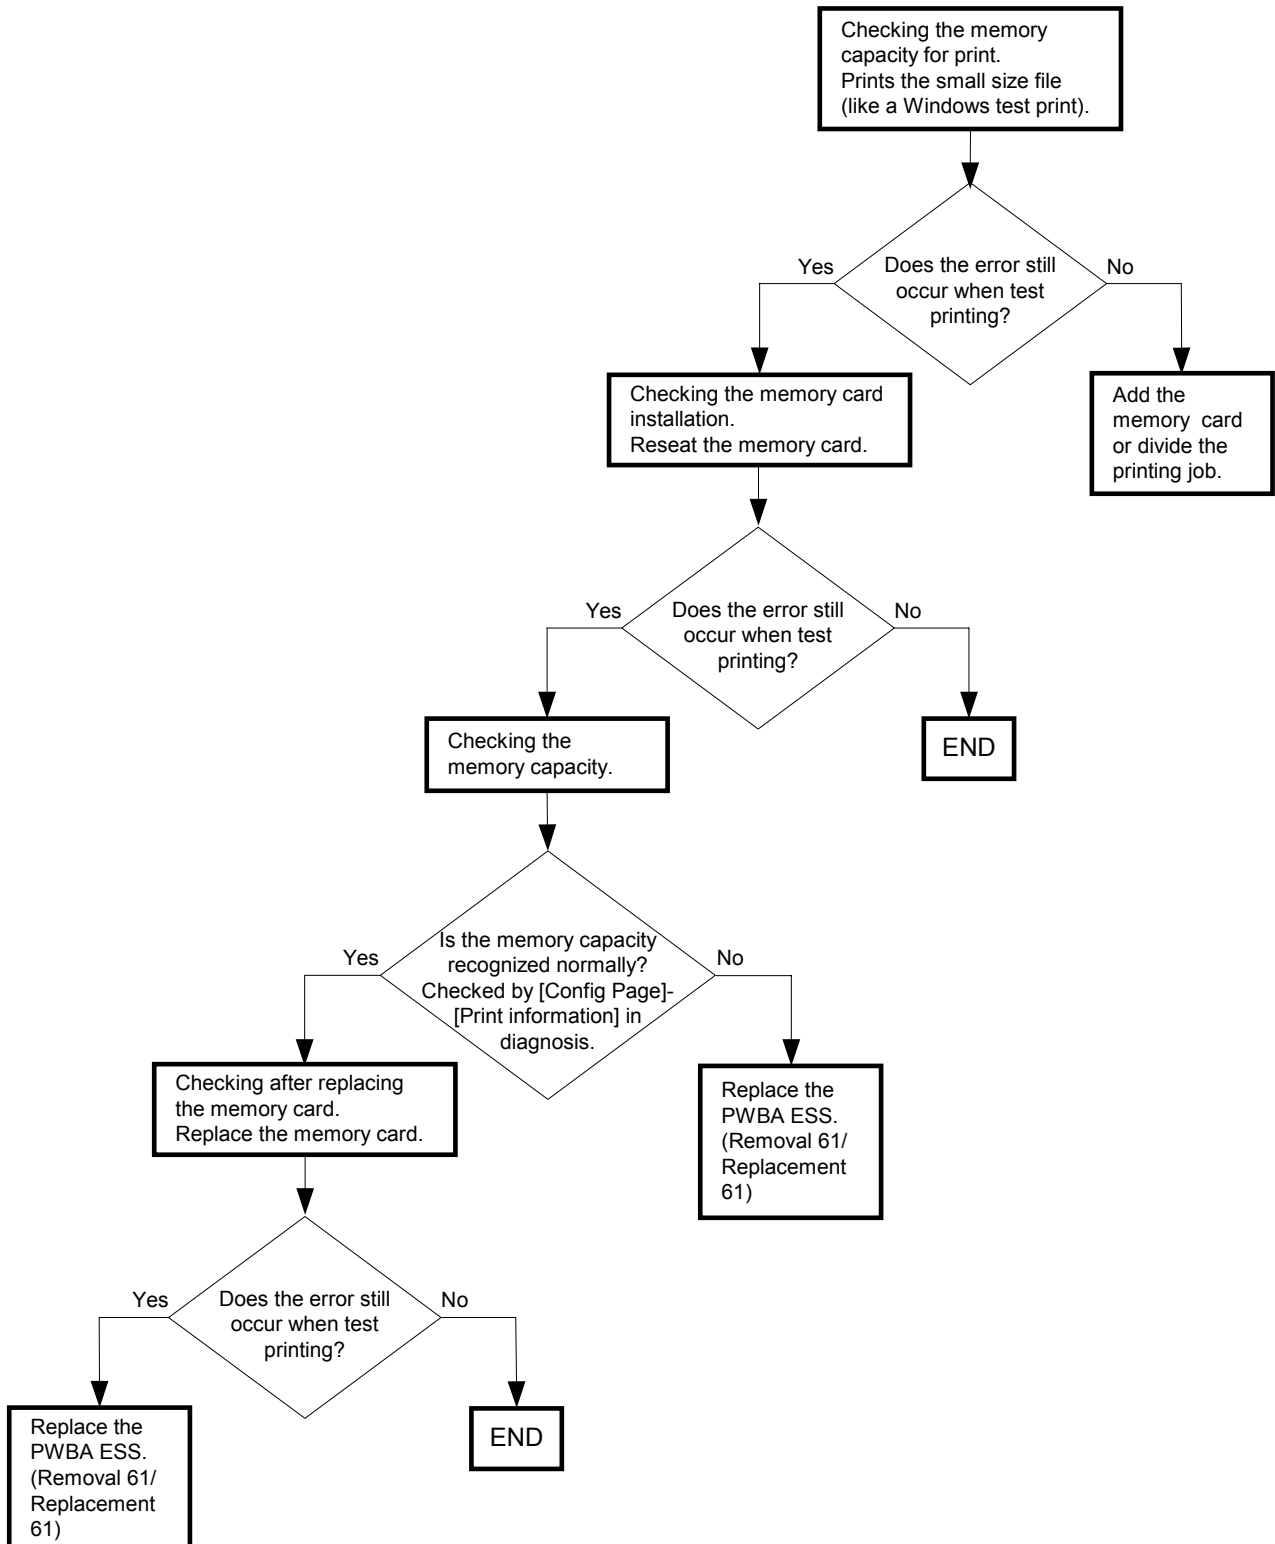 Checking the memory
capacity for print.
Prints the small size file
(like a Windows test print).
Yes
Does the error still
occur when test
printing?
No
Checking the memory card
installation.
Reseat the memory card.
Add the
memory card
or divide the
printing job.
Yes
Does the error still
occur when test
printing?
No
Checking the
memory capacity.
END
Yes
Is the memory capacity
recognized normally?
Checked by [Config Page]-
[Print information] in
diagnosis.
No
Checking after replacing
the memory card.
Replace the memory card.
Replace the
PWBA ESS.
(Removal 61/
Replacement
61)
Yes
Does the error still
occur when test
printing?
No
Replace the
PWBA ESS.
(Removal 61/
Replacement
61)
END